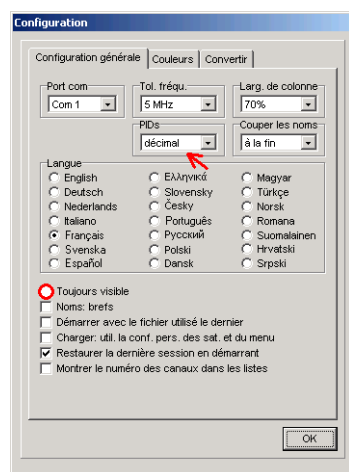 Configuration
Configuration générale Couleurs Convertir
Port com Tol. fréqu. Larg. de colonne
Com 1 5 MHz 70%
PIDs Couper les noms
décimal à la fin
Langue
English Ελληνικά Magyar
Deutsch Slovensky Türkçe
Nederlands Česky Norsk
Italiano Português Romana
Français Русский Suomalainen
Svenska Polski Hrvatski
Español Dansk Srpski
Toujours visible
Noms: brefs
Démarrer avec le fichier utilisé le dernier
Charger: util. la conf. pers. des sat. et du menu
Restaurer la dernière session en démarrant
Montrer le numéro des canaux dans les listes
OK